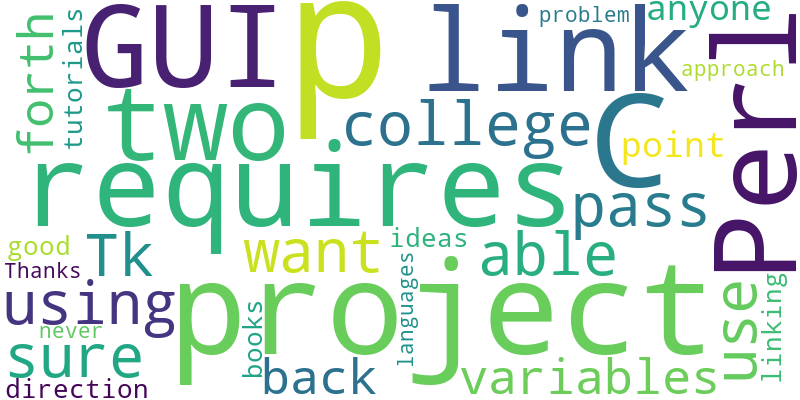 forth
tutorials
GUI
p
link
problem
anyone
approach
Perl
two
college
C
point
requires
pass
good
Thanks
Tk
want
ideas
able
using
never
project
languages
books
use
linking
sure
direction
back
variables